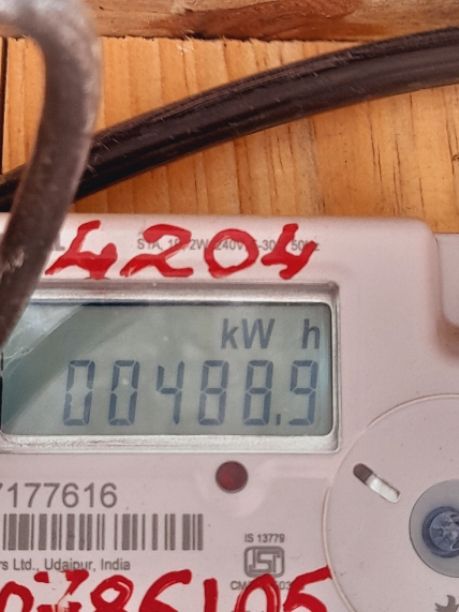 4204
kW h
00488.9
7177616
IS 13779
rs Ltd., Udaipur, India